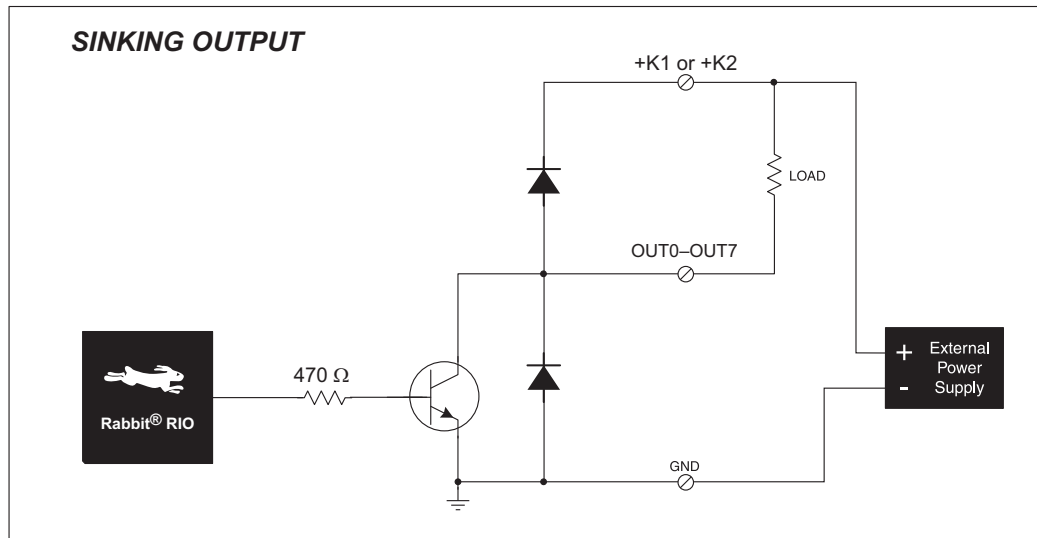 SINKING OUTPUT
+K1 or +K2
LOAD
OUT0–OUT7
470 Ω
Rabbit® RIO
+ External
Power
- Supply
GND